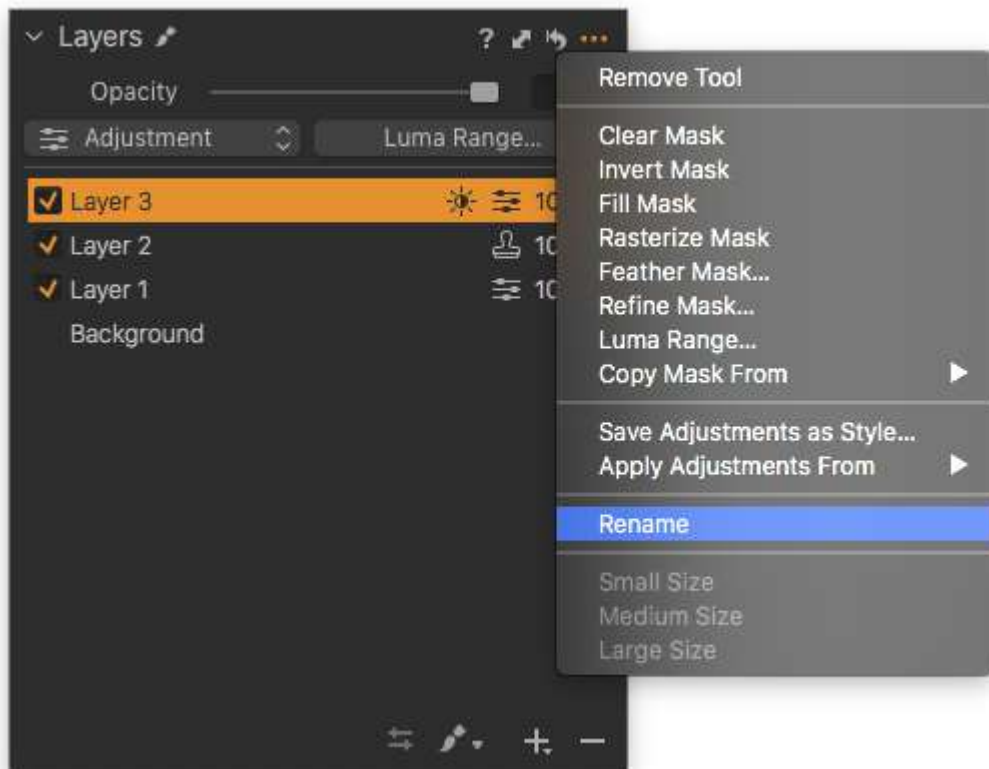 Layers
?
Opacity
Adjustment
Luma Range...
Layer 3
Layer 2
Layer 1
Background
Remove Tool
Clear Mask
Invert Mask
Fill Mask
Rasterize Mask
Feather Mask...
Refine Mask...
Luma Range...
Copy Mask From
Save Adjustments as Style...
Apply Adjustments From
Rename
Small Size
Medium Size
Large Size